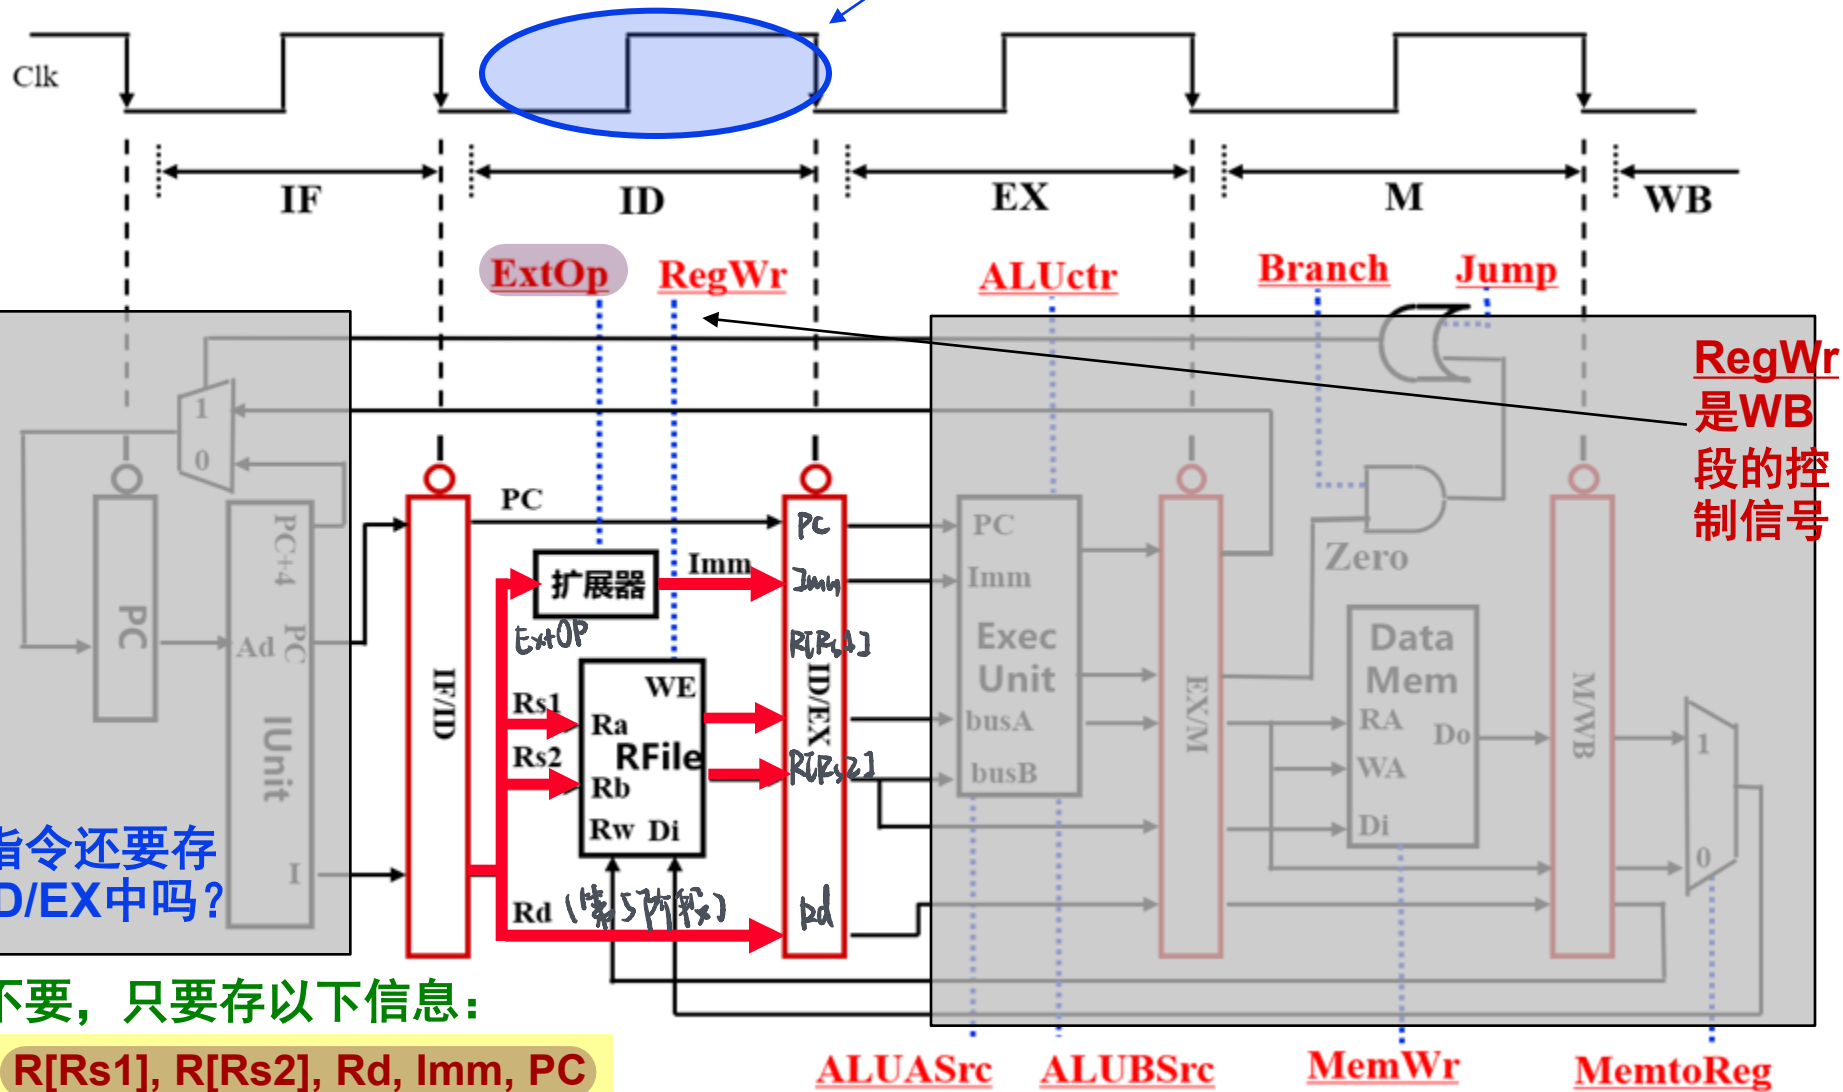 Clk
IF
ID
EX
M
WB
ExtOp
RegWr
ALUctr
Branch
Jump
RegWr
是WB
段的控
制信号
1
0
PC
PC+4
PC
Ad
IUnit
I
指令还要存
D/EX中吗？
IF/ID
PC
扩展器
Imm
ExtOP
Rs1
Rs2
Ra
Rb
WE
RFile
Rw Di
Rd
PC
Imm
R[Rs1]
ID/EX
R[Rs2]
Rd
PC
Imm
Exec
Unit
busA
busB
EX/M
Zero
Data
Mem
RA
WA
Do
Di
M/WB
1
0
不要，只要存以下信息：
R[Rs1], R[Rs2], Rd, Imm, PC
ALUASrc
ALUBSrc
MemWr
MemtoReg